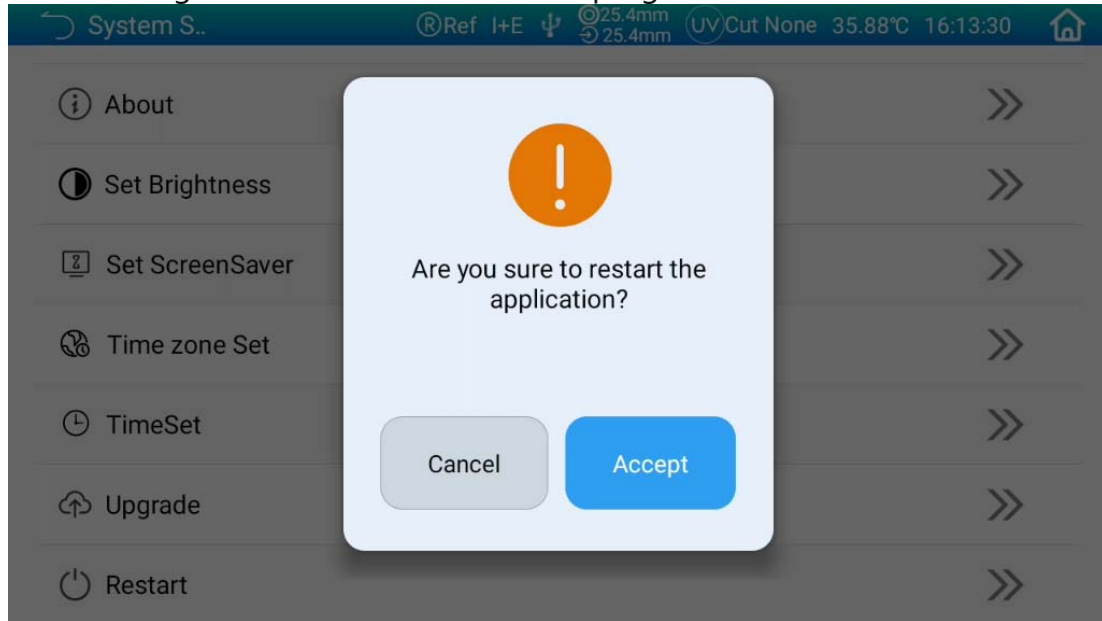 System S..
®Ref I+E 25.4mm 25.4mm UV Cut None 35.88℃ 16:13:30
About
Set Brightness
Set ScreenSaver
Time zone Set
TimeSet
Upgrade
Restart
Are you sure to restart the
application?
Cancel
Accept